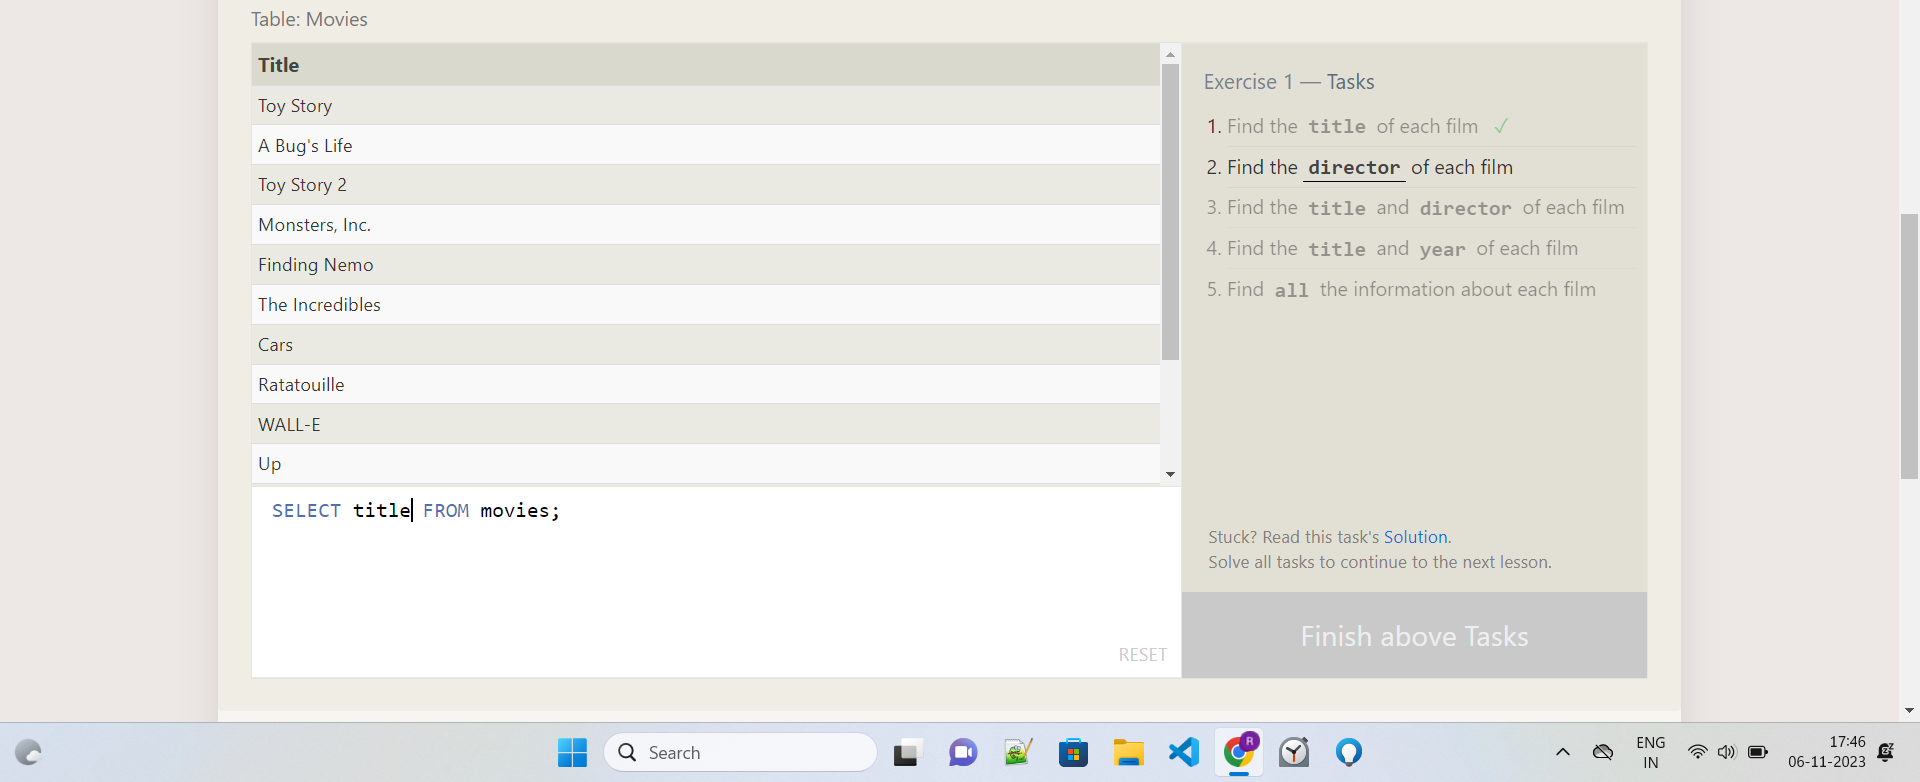 Table: Movies
Title
Toy Story
A Bug's Life
Toy Story 2
Monsters, Inc.
Finding Nemo
The Incredibles
Cars
Ratatouille
WALL-E
Up
SELECT title FROM movies;
RESET
Exercise 1 — Tasks
1. Find the title of each film ✓
2. Find the director of each film
3. Find the title and director of each film
4. Find the title and year of each film
5. Find all the information about each film
Stuck? Read this task's Solution.
Solve all tasks to continue to the next lesson.
Finish above Tasks
Search
R
ENG
IN
17:46
06-11-2023